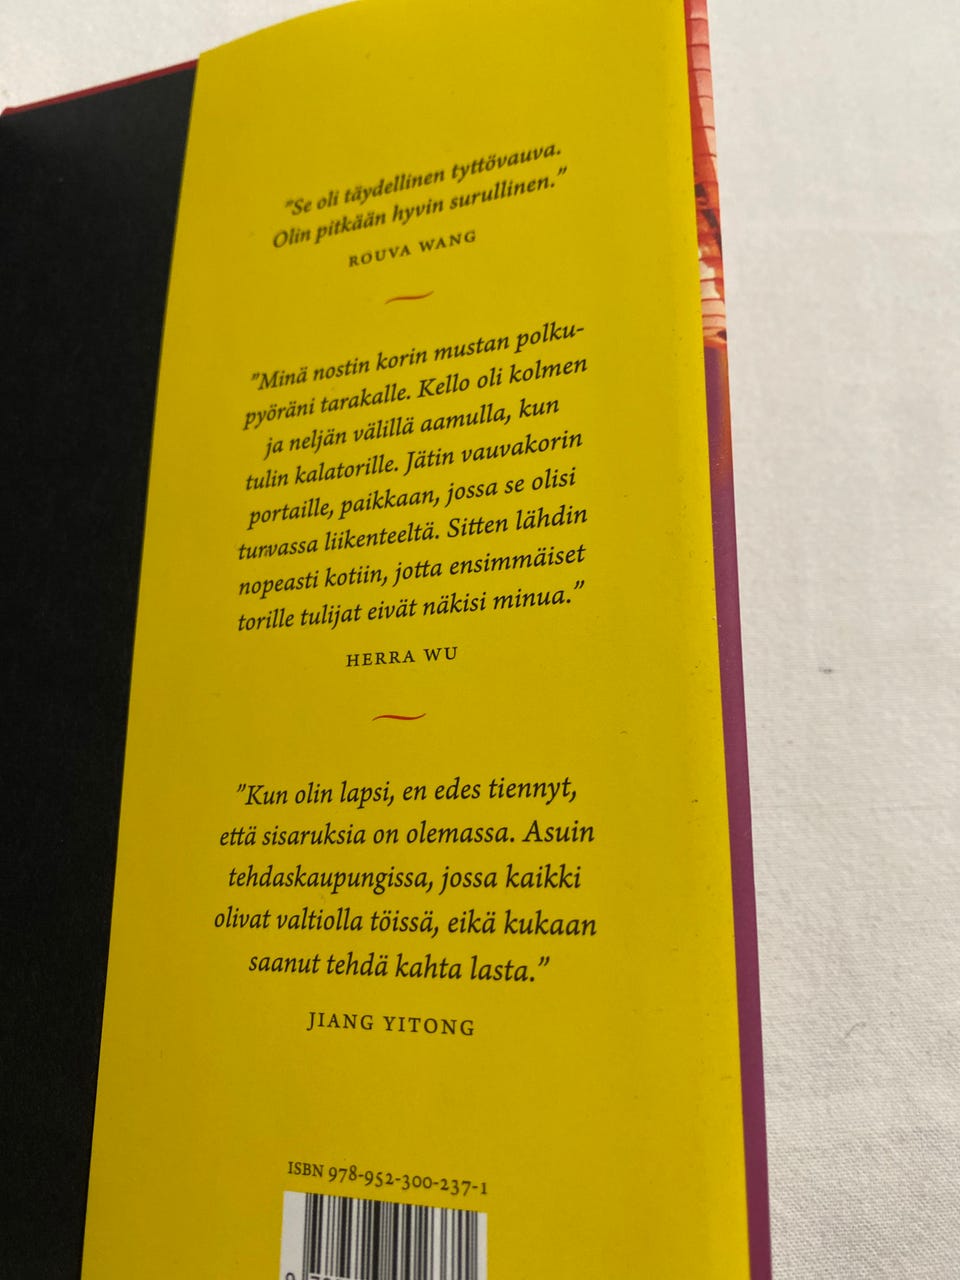 ”Se oli täydellinen tyttövauva.
Olin pitkään hyvin surullinen.”
ROUVA WANG
”Minä nostin korin mustan polku-
pyöräni tarakalle. Kello oli kolmen
ja neljän välillä aamulla, kun
tulin kalatorille. Jätin vauvakorin
portaille, paikkaan, jossa se olisi
turvassa liikenteeltä. Sitten lähdin
nopeasti kotiin, jotta ensimmäiset
torille tulijat eivät näkisi minua.”
HERRA WU
”Kun olin lapsi, en edes tiennyt,
että sisaruksia on olemassa. Asuin
tehdaskaupungissa, jossa kaikki
olivat valtiolla töissä, eikä kukaan
saanut tehdä kahta lasta.”
JIANG YITONG
ISBN 978-952-300-237-1